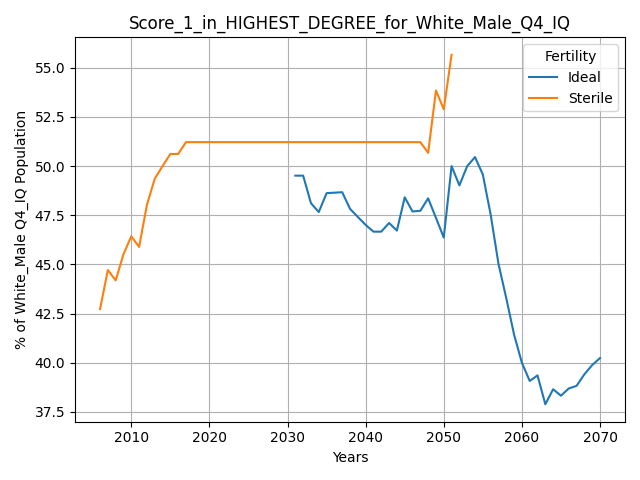 Score_1_in_HIGHEST_DEGREE_for_White_Male_Q4_IQ
% of White_Male Q4_IQ Population
55.0
52.5
50.0
47.5
45.0
42.5
40.0
37.5
Fertility
Ideal
Sterile
2010 2020 2030 2040 2050 2060 2070
Years